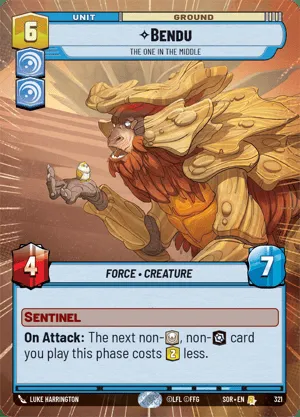 UNIT
GROUND
6
✧BENDU
THE ONE IN THE MIDDLE
4
7
FORCE • CREATURE
SENTINEL
On Attack: The next non-, non- card
you play this phase costs 2 less.
LUKE HARRINGTON
©LFL ©FFG
SOR • EN
321